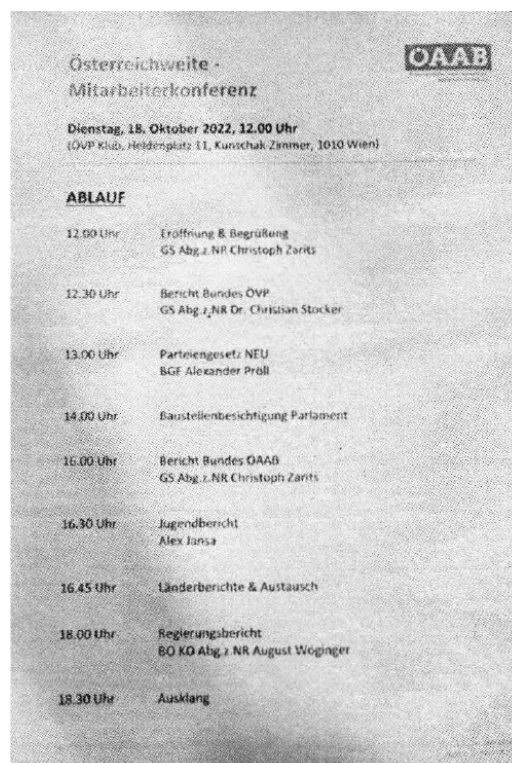 ÖAAB
Österreichweite -
Mitarbeiterkonferenz
Dienstag, 18. Oktober 2022, 12.00 Uhr
(ÖVP Klub, Heldenplatz 11, Kunschak-Zimmer, 1010 Wien)
ABLAUF
12.00 Uhr Eröffnung & Begrüßung
GS Abg.z.NR Christoph Zarits
12.30 Uhr Bericht Bundes ÖVP
GS Abg.z.NR Dr. Christian Stocker
13.00 Uhr Parteiengesetz NEU
BGF Alexander Pröll
14.00 Uhr Baustellenbesichtigung Parlament
16.00 Uhr Bericht Bundes ÖAAB
GS Abg.z.NR Christoph Zarits
16.30 Uhr Jugendbericht
Alex Jansa
16.45 Uhr Länderberichte & Austausch
18.00 Uhr Regierungsbericht
BO KO Abg.z.NR August Wöginger
18.30 Uhr Ausklang